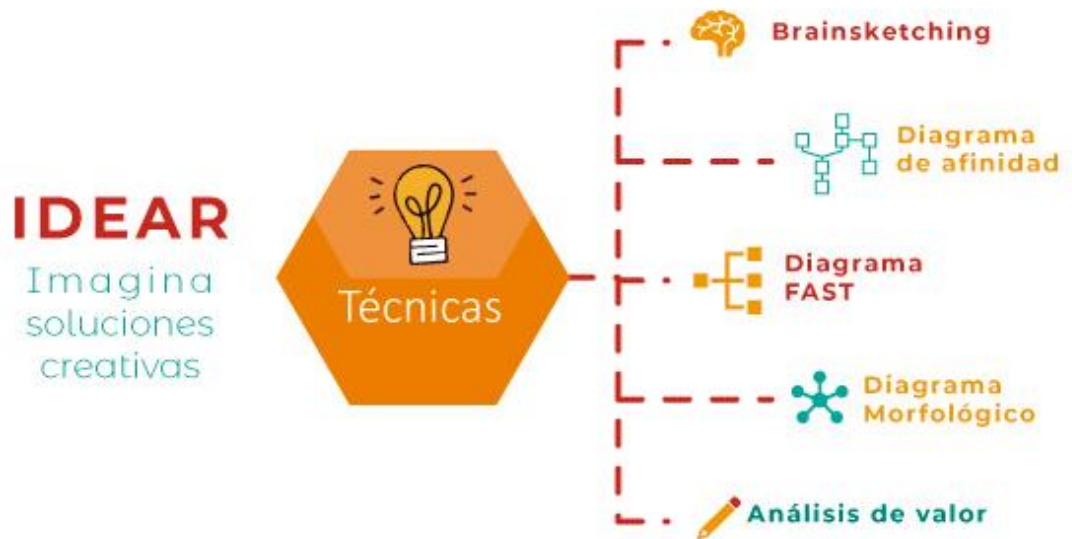 IDEAR
Imagina
soluciones
creativas
Técnicas
Brainsketching
Diagrama
de afinidad
Diagrama
FAST
Diagrama
Morfológico
Análisis de valor